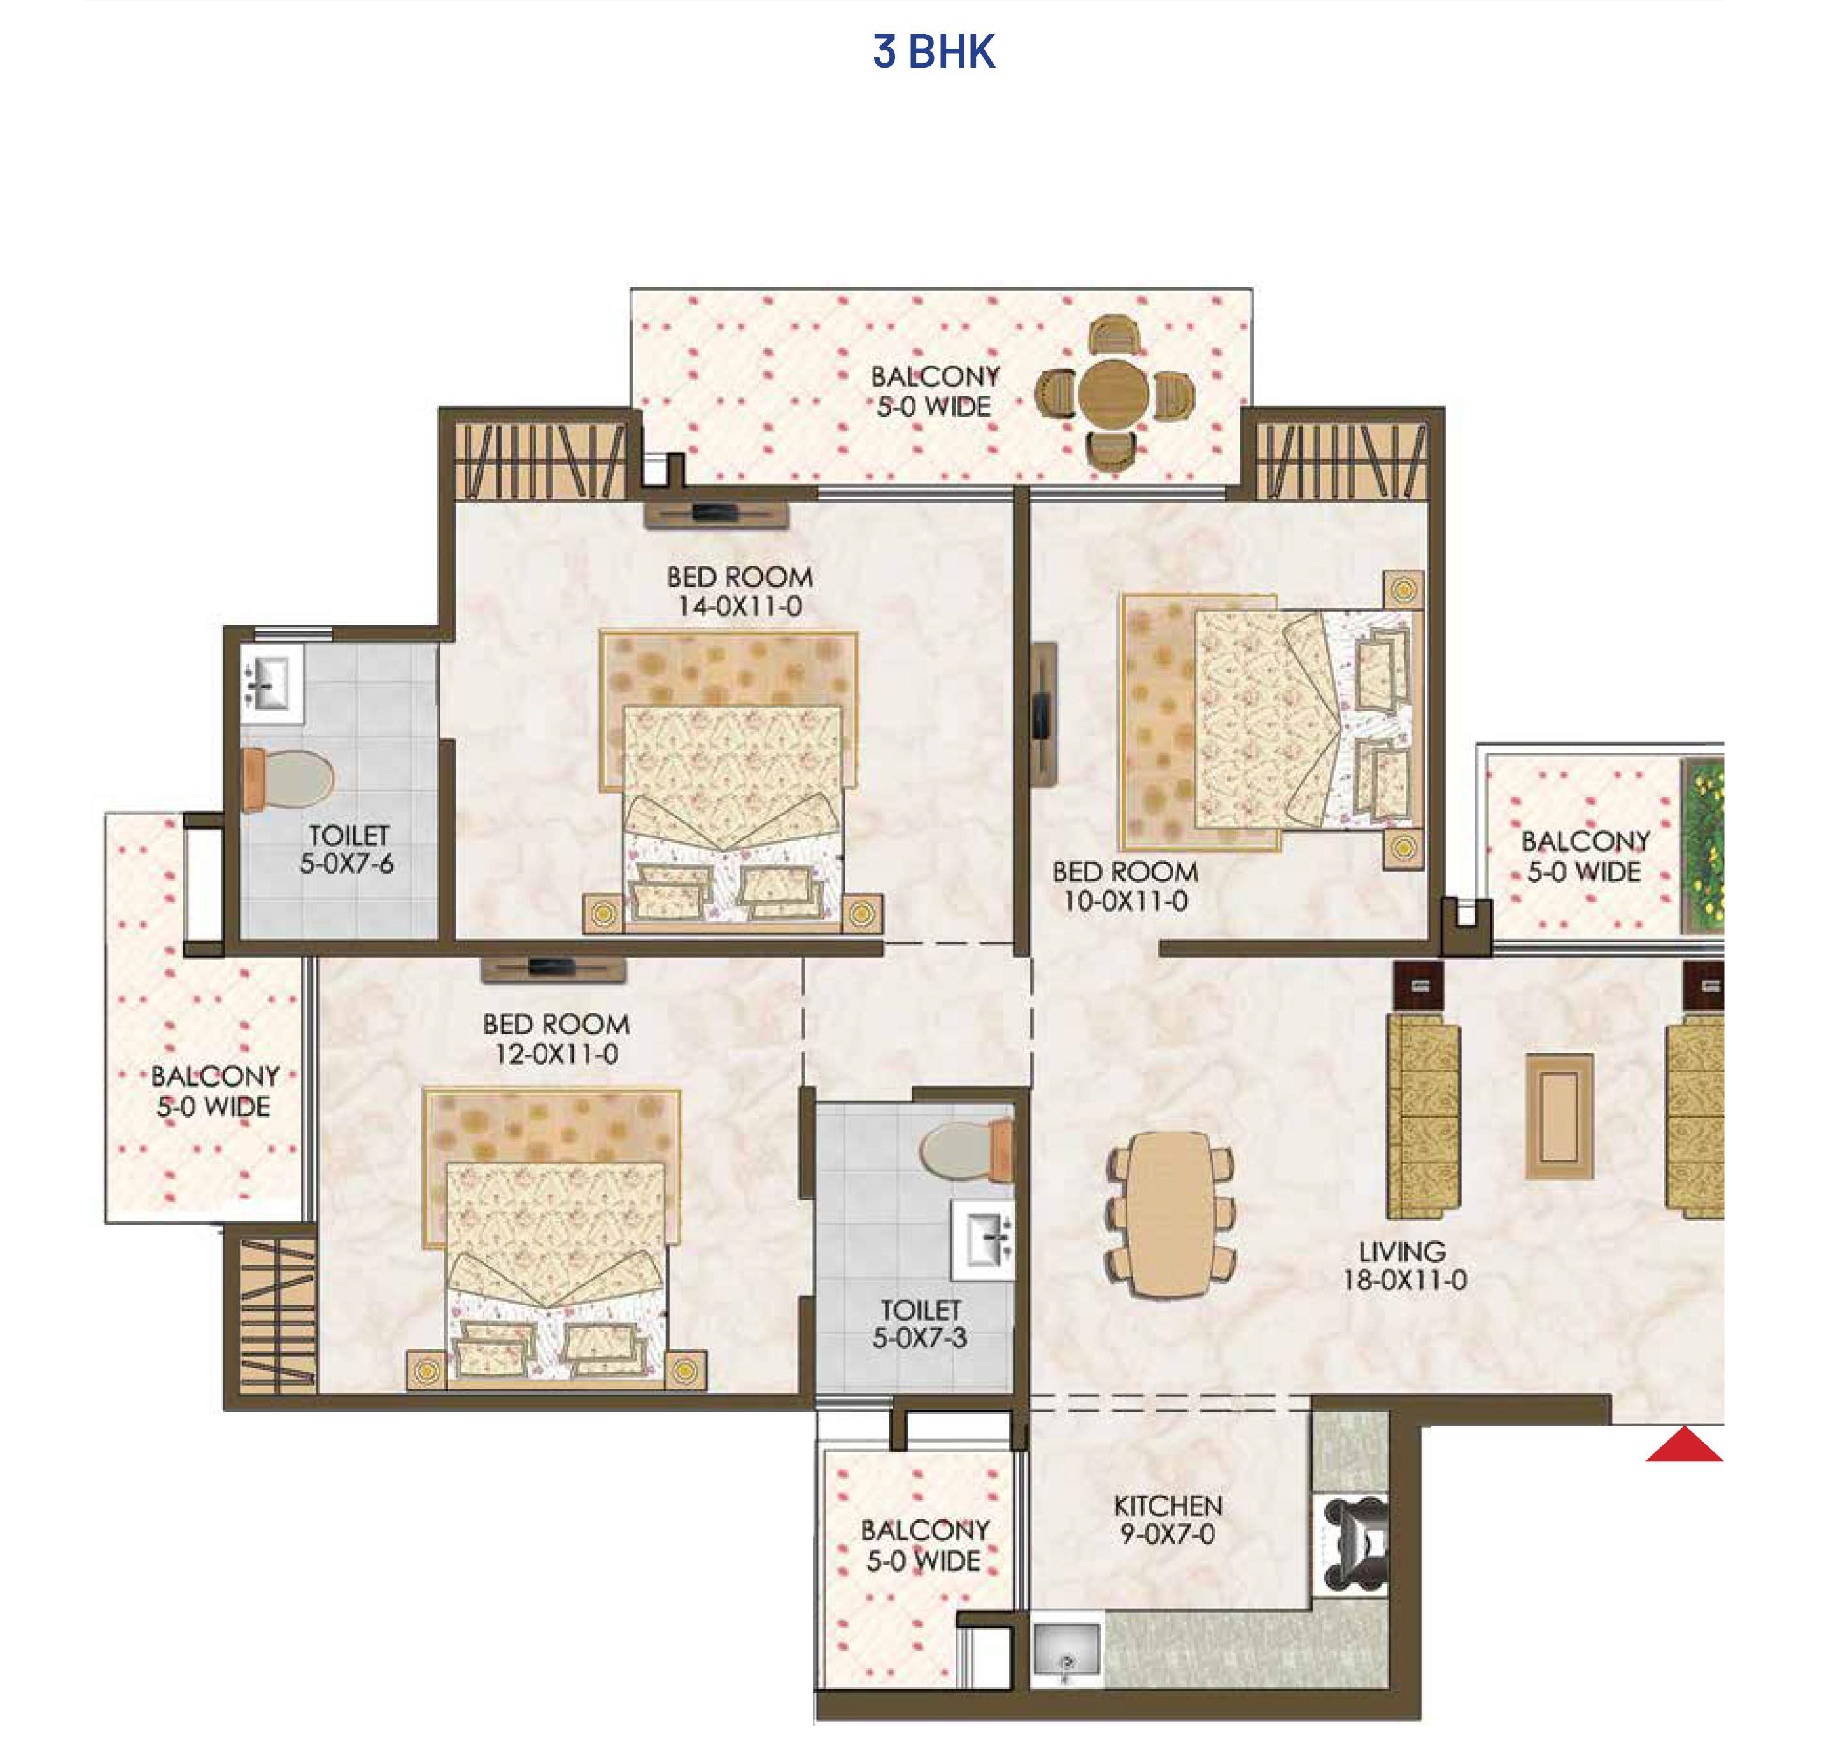 3 BHK
BALCONY
5-0 WIDE
BED ROOM
14-0X11-0
TOILET
5-0X7-6
BED ROOM
10-0X11-0
BALCONY
5-0 WIDE
BED ROOM
12-0X11-0
BALCONY
5-0 WIDE
LIVING
18-0X11-0
TOILET
5-0X7-3
KITCHEN
9-0X7-0
BALCONY
5-0 WIDE